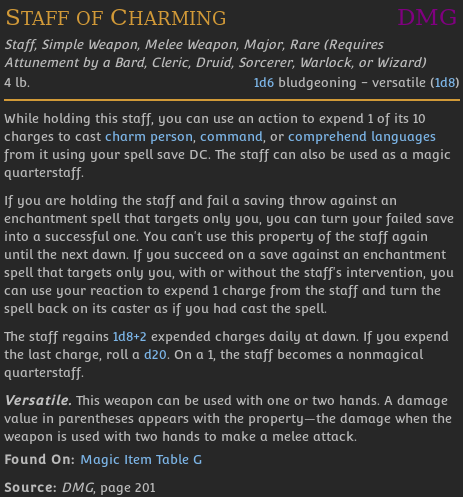 Staff of Charming DMG
Staff, Simple Weapon, Melee Weapon, Major, Rare (Requires
Attunement by a Bard, Cleric, Druid, Sorcerer, Warlock, or Wizard)
4 lb. 1d6 bludgeoning - versatile (1d8)
While holding this staff, you can use an action to expend 1 of its 10
charges to cast charm person, command, or comprehend languages
from it using your spell save DC. The staff can also be used as a magic
quarterstaff.
If you are holding the staff and fail a saving throw against an
enchantment spell that targets only you, you can turn your failed save
into a successful one. You can't use this property of the staff again
until the next dawn. If you succeed on a save against an enchantment
spell that targets only you, with or without the staff's intervention, you
can use your reaction to expend 1 charge from the staff and turn the
spell back on its caster as if you had cast the spell.
The staff regains 1d8+2 expended charges daily at dawn. If you expend
the last charge, roll a d20. On a 1, the staff becomes a nonmagical
quarterstaff.
Versatile. This weapon can be used with one or two hands. A damage
value in parentheses appears with the property—the damage when the
weapon is used with two hands to make a melee attack.
Found On: Magic Item Table G
Source: DMG, page 201